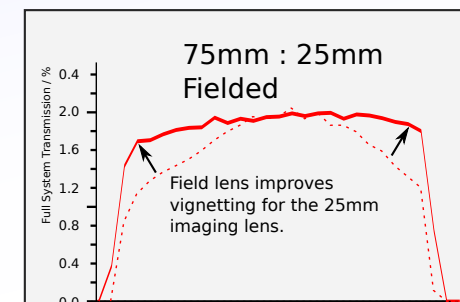 75mm : 25mm
Fielded
Full System Transmission / %
0.4
2.0
1.6
1.2
0.8
0.4
0.0
Field lens improves
vignetting for the 25mm
imaging lens.